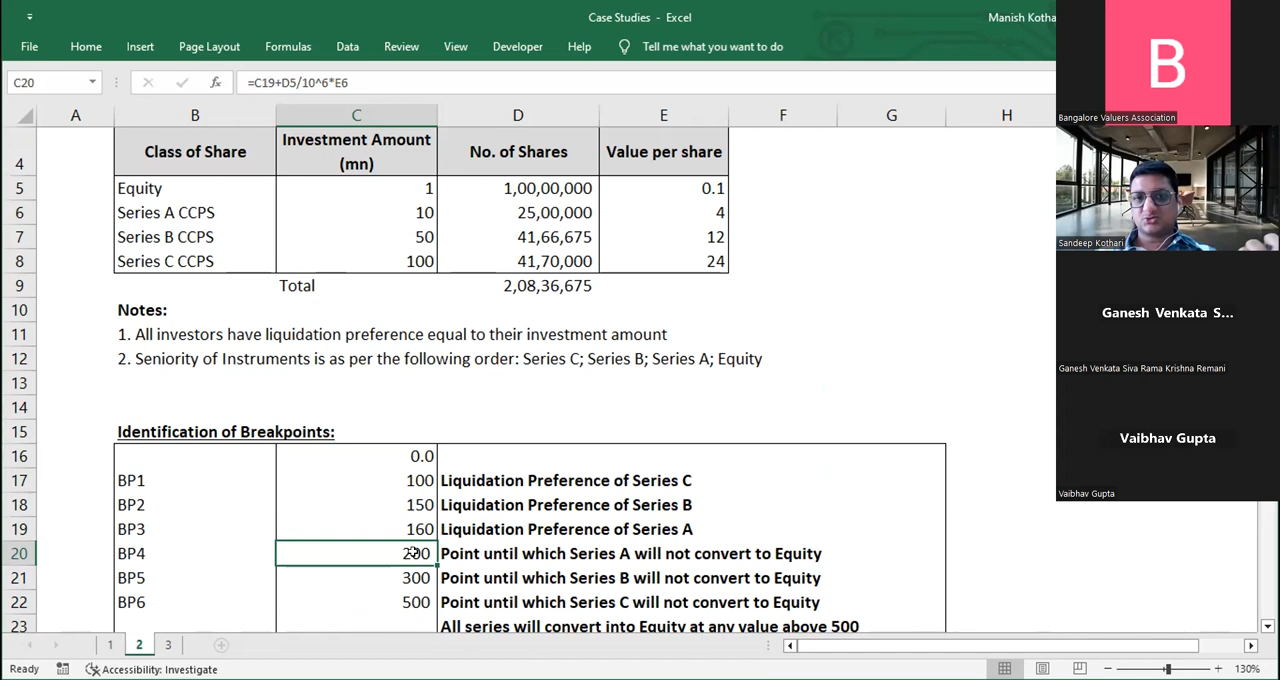 Case Studies - Excel
Manish Kotha
File Home Insert Page Layout Formulas Data Review View Developer Help Tell me what you want to do
C20 fx =C19+D5/10^6*E6
A B C D E F G H
4 Class of Share Investment Amount (mn) No. of Shares Value per share
5 Equity 1 1,00,00,000 0.1
6 Series A CCPS 10 25,00,000 4
7 Series B CCPS 50 41,66,675 12
8 Series C CCPS 100 41,70,000 24
9 Total 2,08,36,675
10 Notes:
11 1. All investors have liquidation preference equal to their investment amount
12 2. Seniority of Instruments is as per the following order: Series C; Series B; Series A; Equity
13
14
15 Identification of Breakpoints:
16 0.0
17 BP1 100 Liquidation Preference of Series C
18 BP2 150 Liquidation Preference of Series B
19 BP3 160 Liquidation Preference of Series A
20 BP4 200 Point until which Series A will not convert to Equity
21 BP5 300 Point until which Series B will not convert to Equity
22 BP6 500 Point until which Series C will not convert to Equity
23 All series will convert into Equity at any value above 500
1 2 3
Ready Accessibility: Investigate 130%
B
Bangalore Valuers Association
Sandeep Kothari
Ganesh Venkata S...
Ganesh Venkata Siva Rama Krishna Remani
Vaibhav Gupta
Vaibhav Gupta